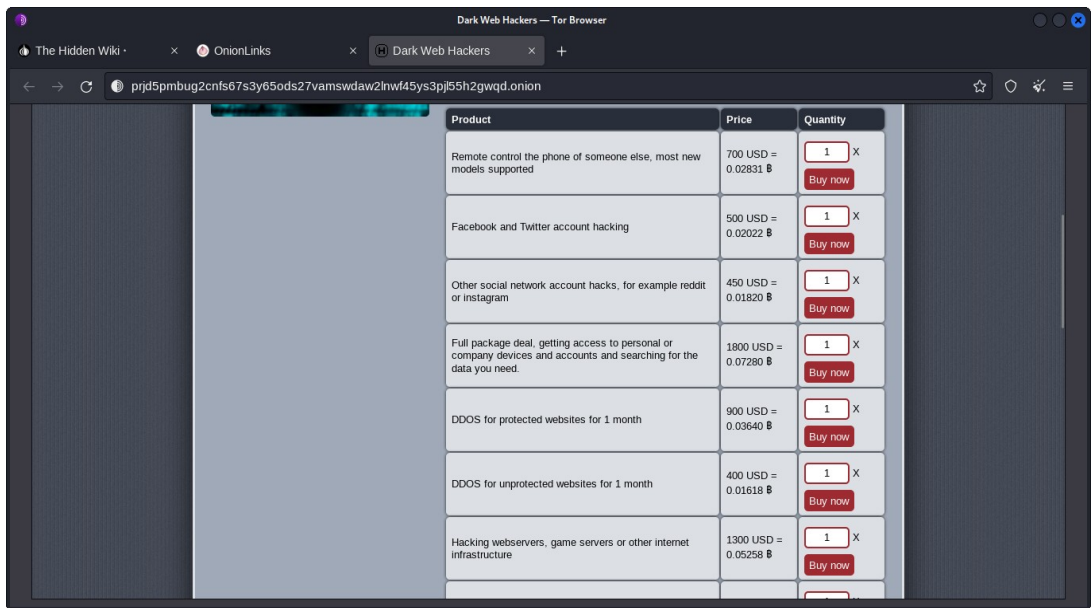 Dark Web Hackers — Tor Browser
The Hidden Wiki ·
OnionLinks
Dark Web Hackers
prjd5pmbug2cnfs67s3y65ods27vamswdaw2lnwf45ys3pjl55h2gwqd.onion
Product Price Quantity
Remote control the phone of someone else, most new
models supported
700 USD =
0.02831 ฿
1 X
Buy now
Facebook and Twitter account hacking
500 USD =
0.02022 ฿
1 X
Buy now
Other social network account hacks, for example reddit
or instagram
450 USD =
0.01820 ฿
1 X
Buy now
Full package deal, getting access to personal or
company devices and accounts and searching for the
data you need.
1800 USD =
0.07280 ฿
1 X
Buy now
DDOS for protected websites for 1 month
900 USD =
0.03640 ฿
1 X
Buy now
DDOS for unprotected websites for 1 month
400 USD =
0.01618 ฿
1 X
Buy now
Hacking webservers, game servers or other internet
infrastructure
1300 USD =
0.05258 ฿
1 X
Buy now